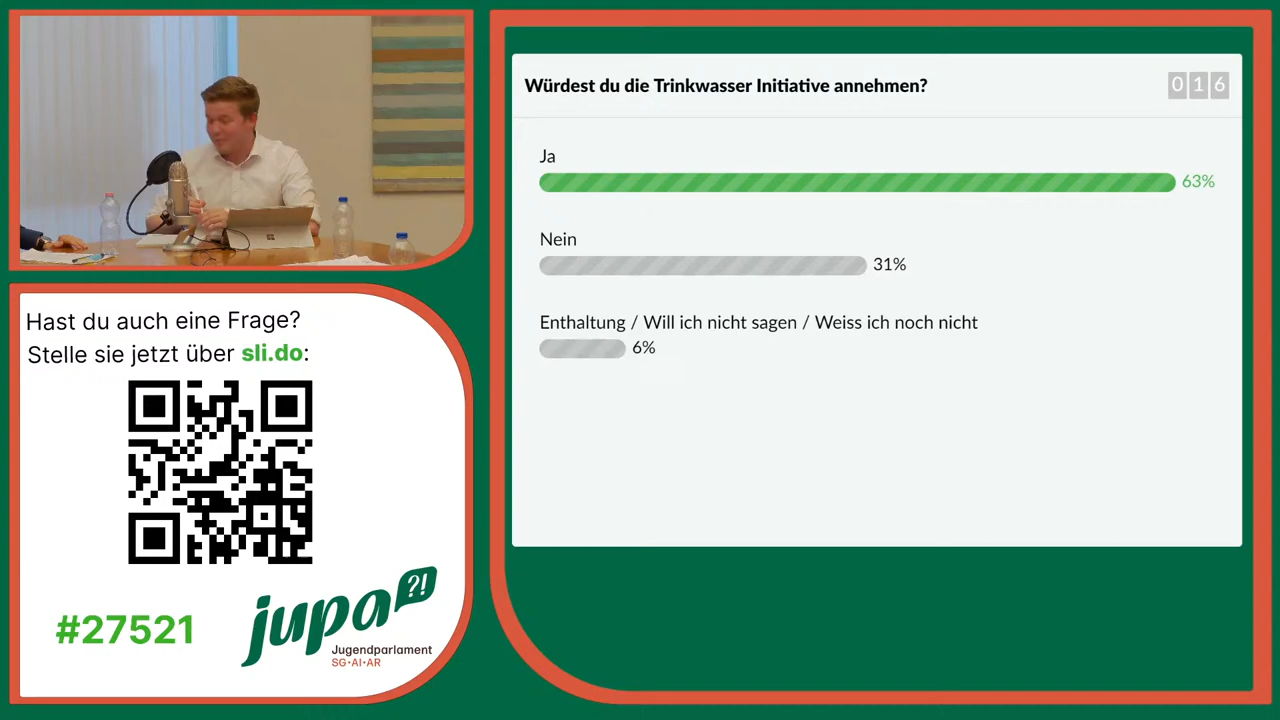 Würdest du die Trinkwasser Initiative annehmen?
016
Ja
63%
Nein
31%
Enthaltung / Will ich nicht sagen / Weiss ich noch nicht
6%
Hast du auch eine Frage?
Stelle sie jetzt über sli.do:
#27521
jupa?!
Jugendparlament
SG•AI•AR